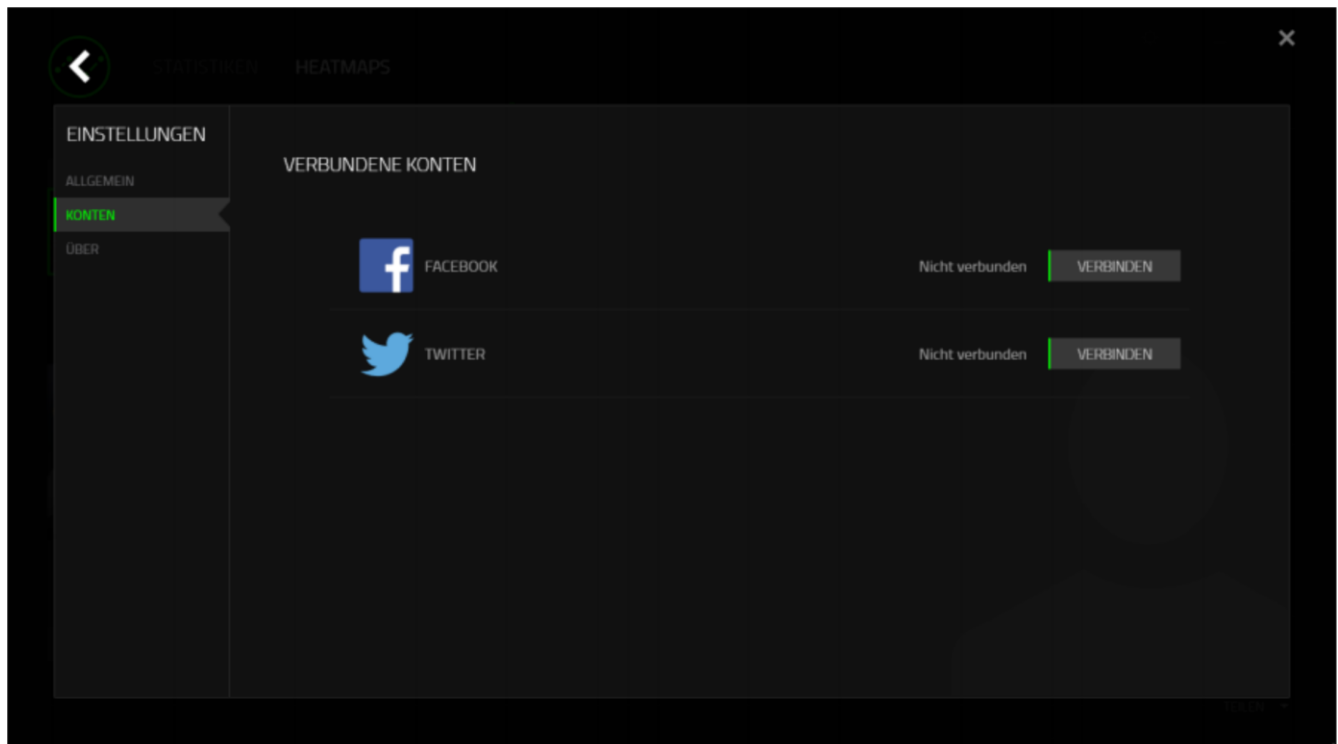 STATISTIKEN HEATMAPS
EINSTELLUNGEN
ALLGEMEIN
KONTEN
ÜBER
VERBUNDENE KONTEN
FACEBOOK Nicht verbunden VERBINDEN
TWITTER Nicht verbunden VERBINDEN